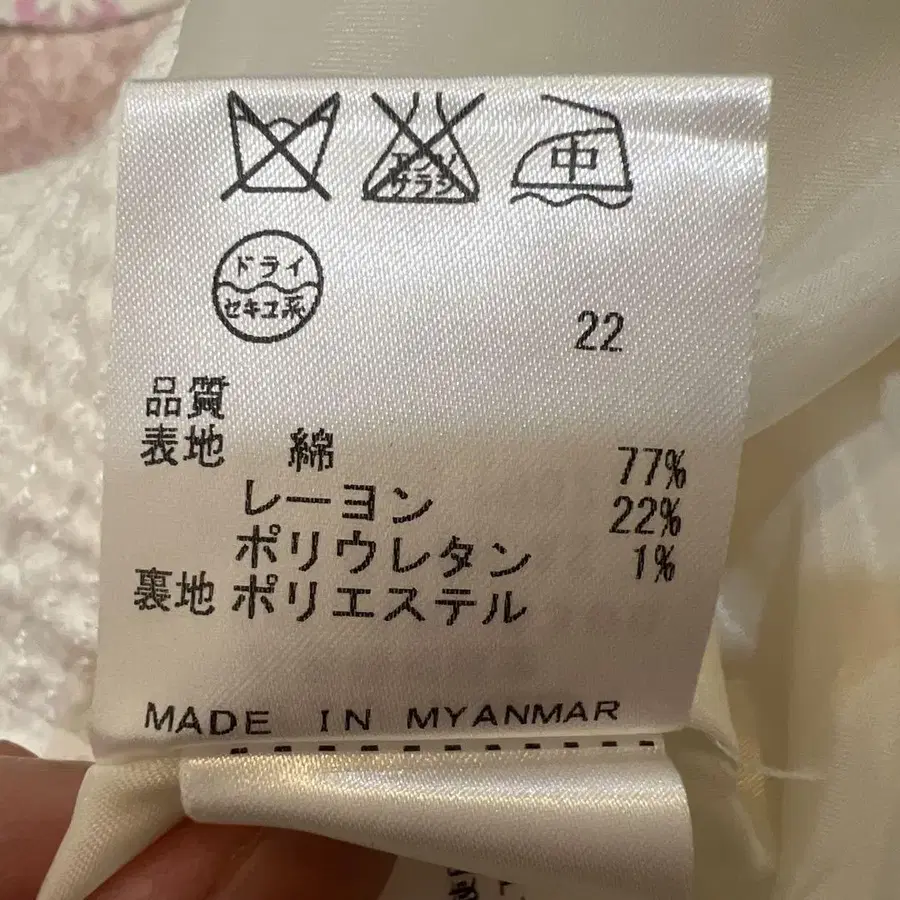 エンソ
サラシ
中
ドライ
セキユ系
22
品質
表地 綿 77%
レーヨン 22%
ポリウレタン 1%
裏地 ポリエステル
MADE IN MYANMAR